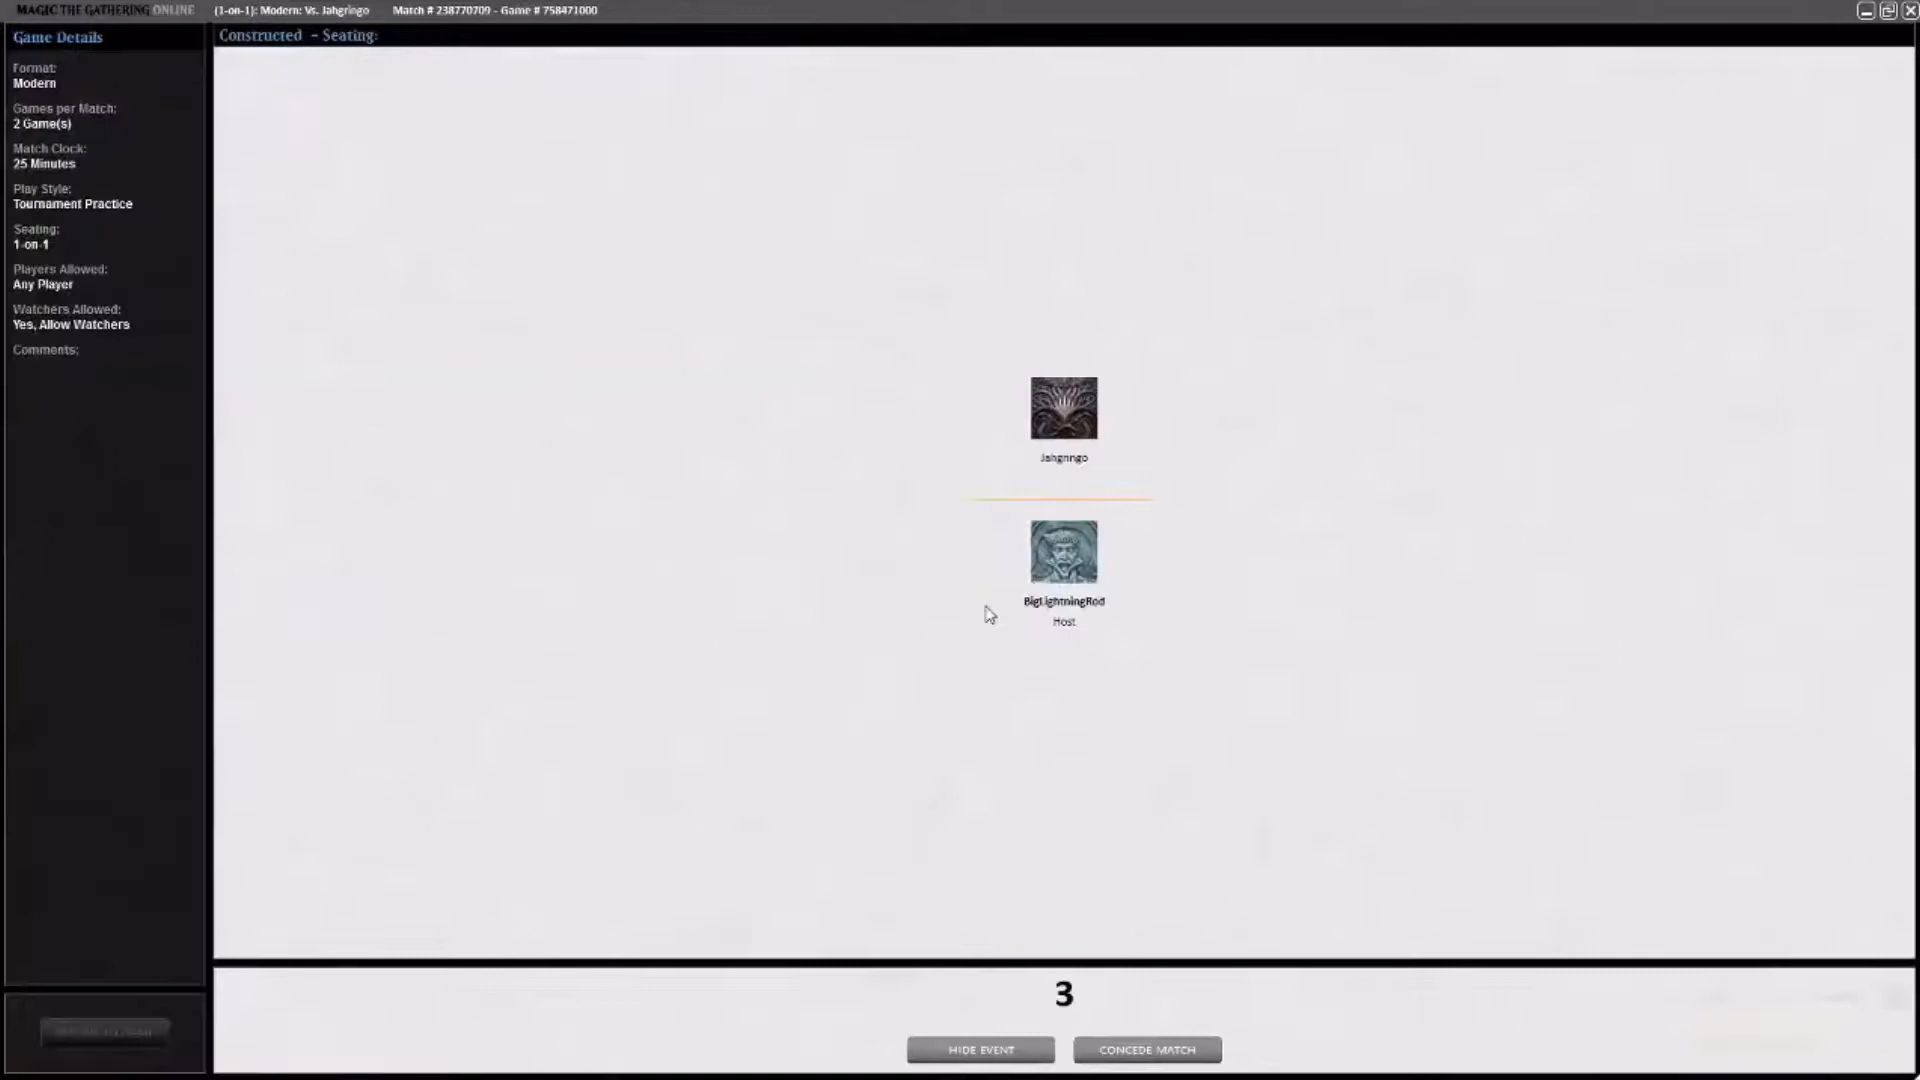 MAGIC THE GATHERING ONLINE (1-on-1): Modern: Vs. Jahgringo Match # 238770709 - Game # 758471000
Game Details
Constructed - Seating:
Format:
Modern
Games per Match:
2 Game(s)
Match Clock:
25 Minutes
Play Style:
Tournament Practice
Seating:
1-on-1
Players Allowed:
Any Player
Watchers Allowed:
Yes, Allow Watchers
Comments:
Jahgringo
BigLightningRod
Host
3
HIDE EVENT
CONCEDE MATCH